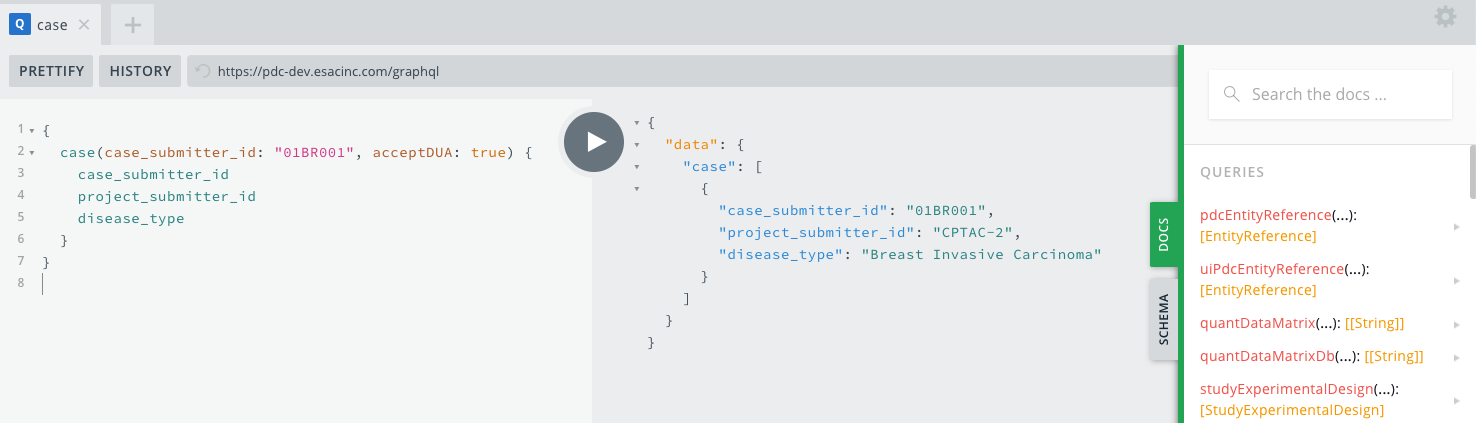 Q case
PRETTIFY HISTORY https://pdc-dev.esacinc.com/graphql
1 {
2 case(case_submitter_id: "01BR001", acceptDUA: true) {
3 case_submitter_id
4 project_submitter_id
5 disease_type
6 }
7 }
8
{
"data": {
"case": [
{
"case_submitter_id": "01BR001",
"project_submitter_id": "CPTAC-2",
"disease_type": "Breast Invasive Carcinoma"
}
]
}
}
DOCS
SCHEMA
Search the docs ...
QUERIES
pdcEntityReference(...):
[EntityReference]
uiPdcEntityReference(...):
[EntityReference]
quantDataMatrix(...): [[String]]
quantDataMatrixDb(...): [[String]]
studyExperimentalDesign(...):
[StudyExperimentalDesign]